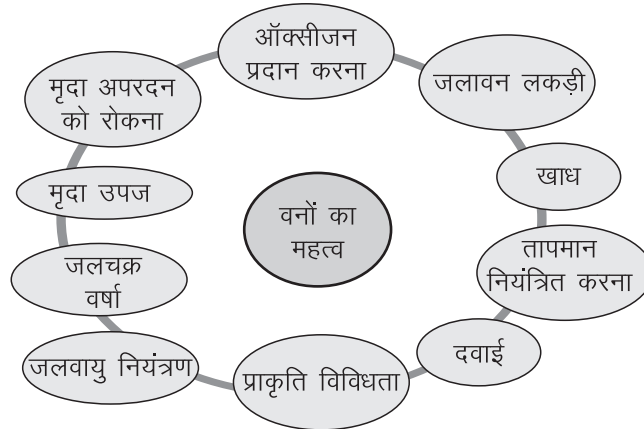 ऑक्सीजन
प्रदान करना
जलावन लकड़ी
खाध
तापमान
नियंत्रित करना
दवाई
प्राकृति विविधता
जलवायु नियंत्रण
जलचक्र
वर्षा
मृदा उपज
मृदा अपरदन
को रोकना
वनों का
महत्व